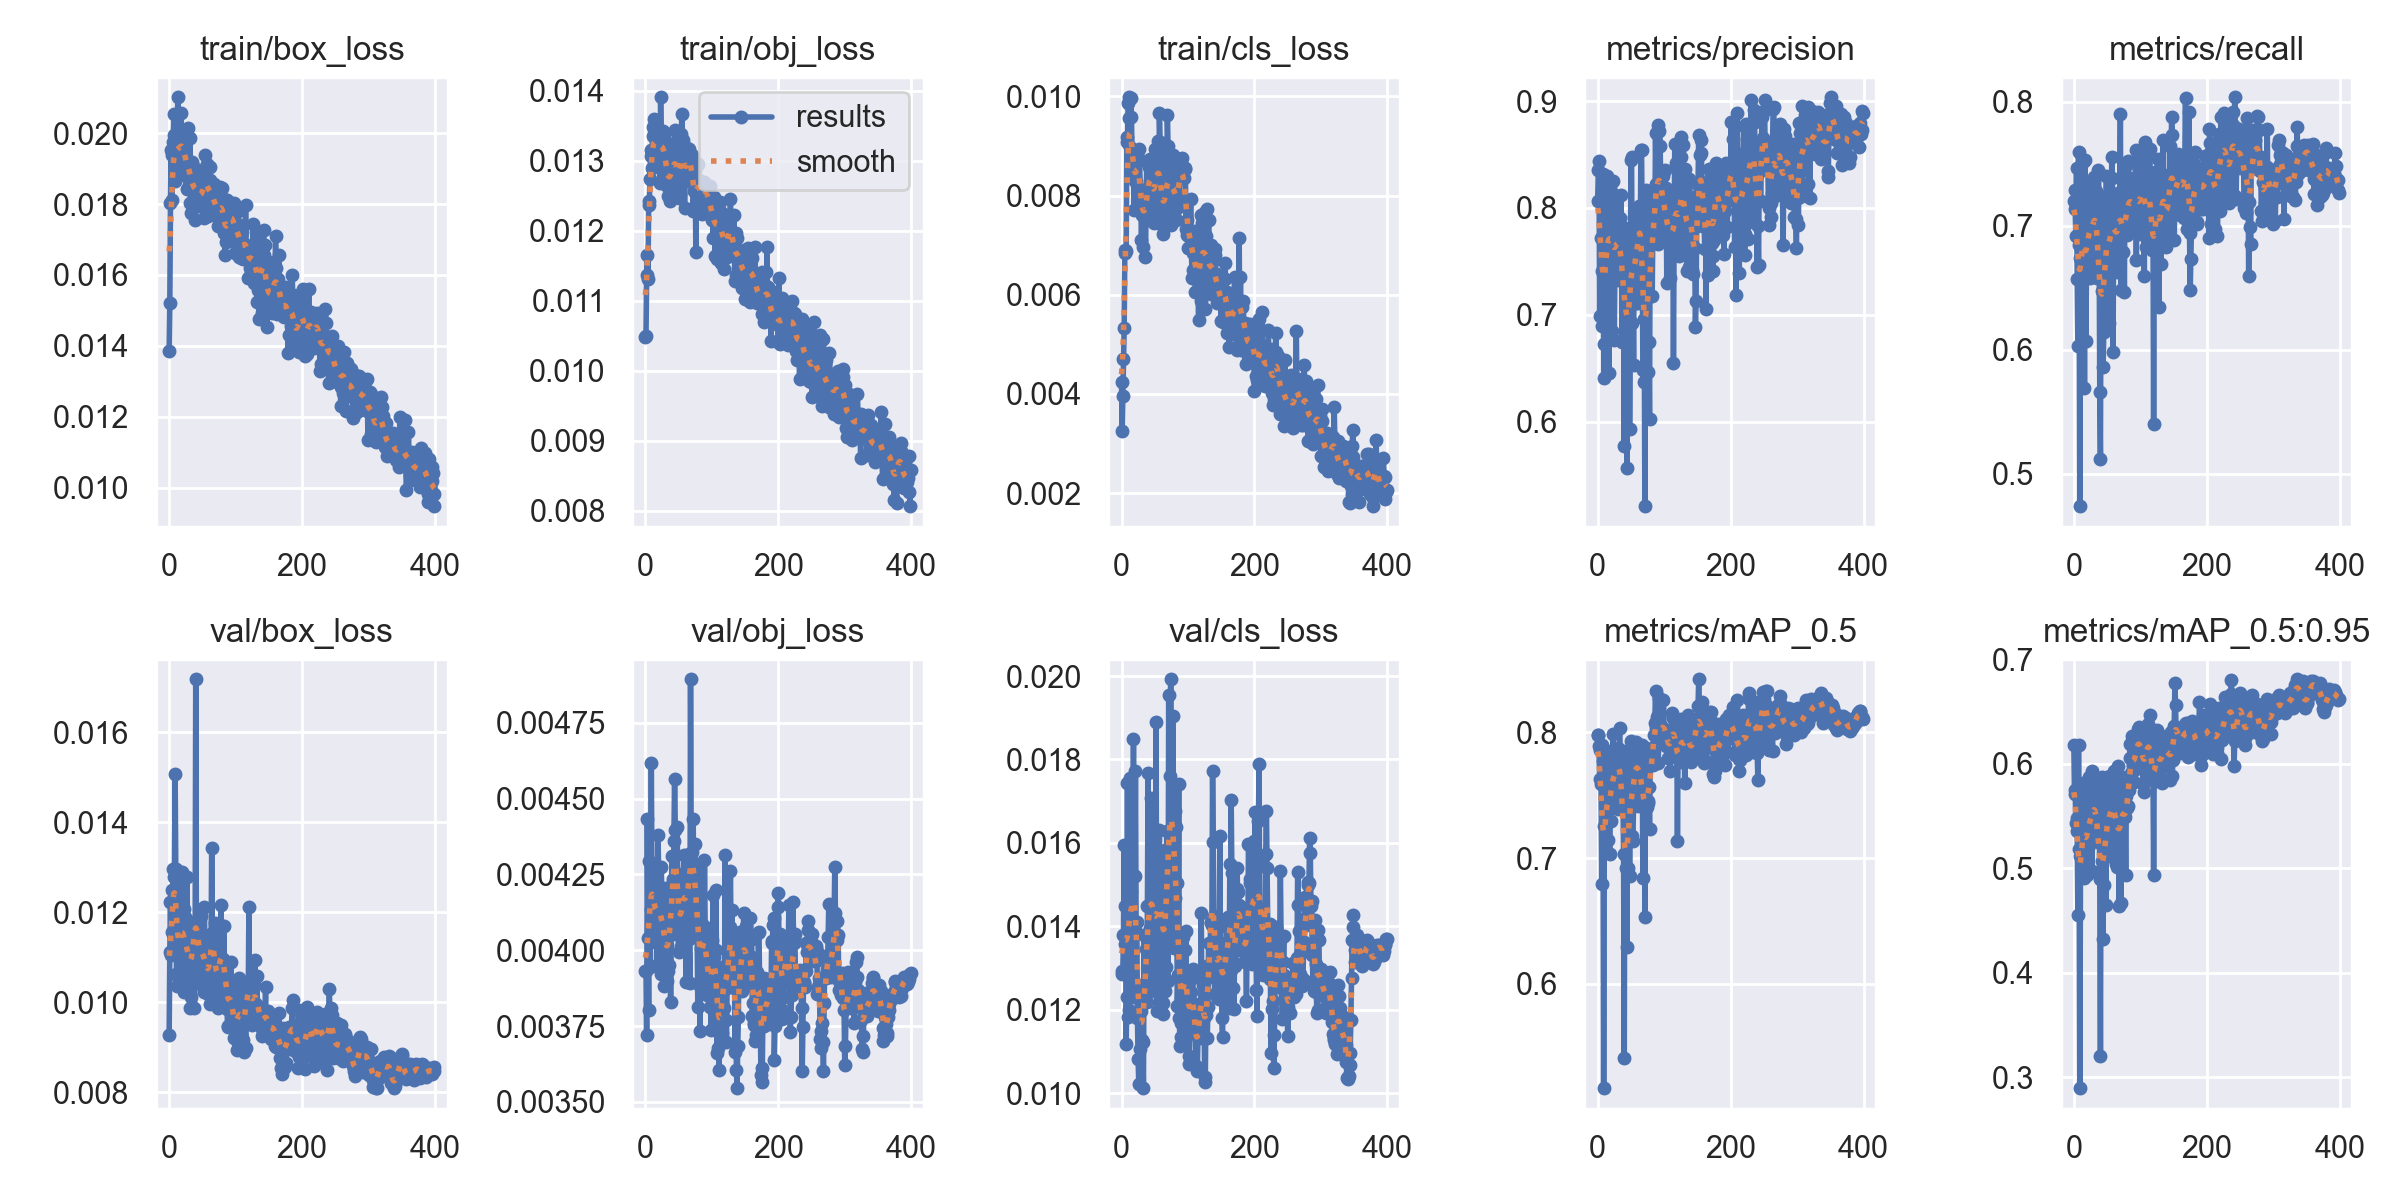 train/box_loss
0.020
0.018
0.016
0.014
0.012
0.010
0 200 400
train/obj_loss
0.014
0.013
0.012
0.011
0.010
0.009
0.008
results
smooth
0 200 400
train/cls_loss
0.010
0.008
0.006
0.004
0.002
0 200 400
metrics/precision
0.9
0.8
0.7
0.6
0 200 400
metrics/recall
0.8
0.7
0.6
0.5
0 200 400
val/box_loss
0.016
0.014
0.012
0.010
0.008
0 200 400
val/obj_loss
0.00475
0.00450
0.00425
0.00400
0.00375
0.00350
0 200 400
val/cls_loss
0.020
0.018
0.016
0.014
0.012
0.010
0 200 400
metrics/mAP_0.5
0.8
0.7
0.6
0 200 400
metrics/mAP_0.5:0.95
0.7
0.6
0.5
0.4
0.3
0 200 400